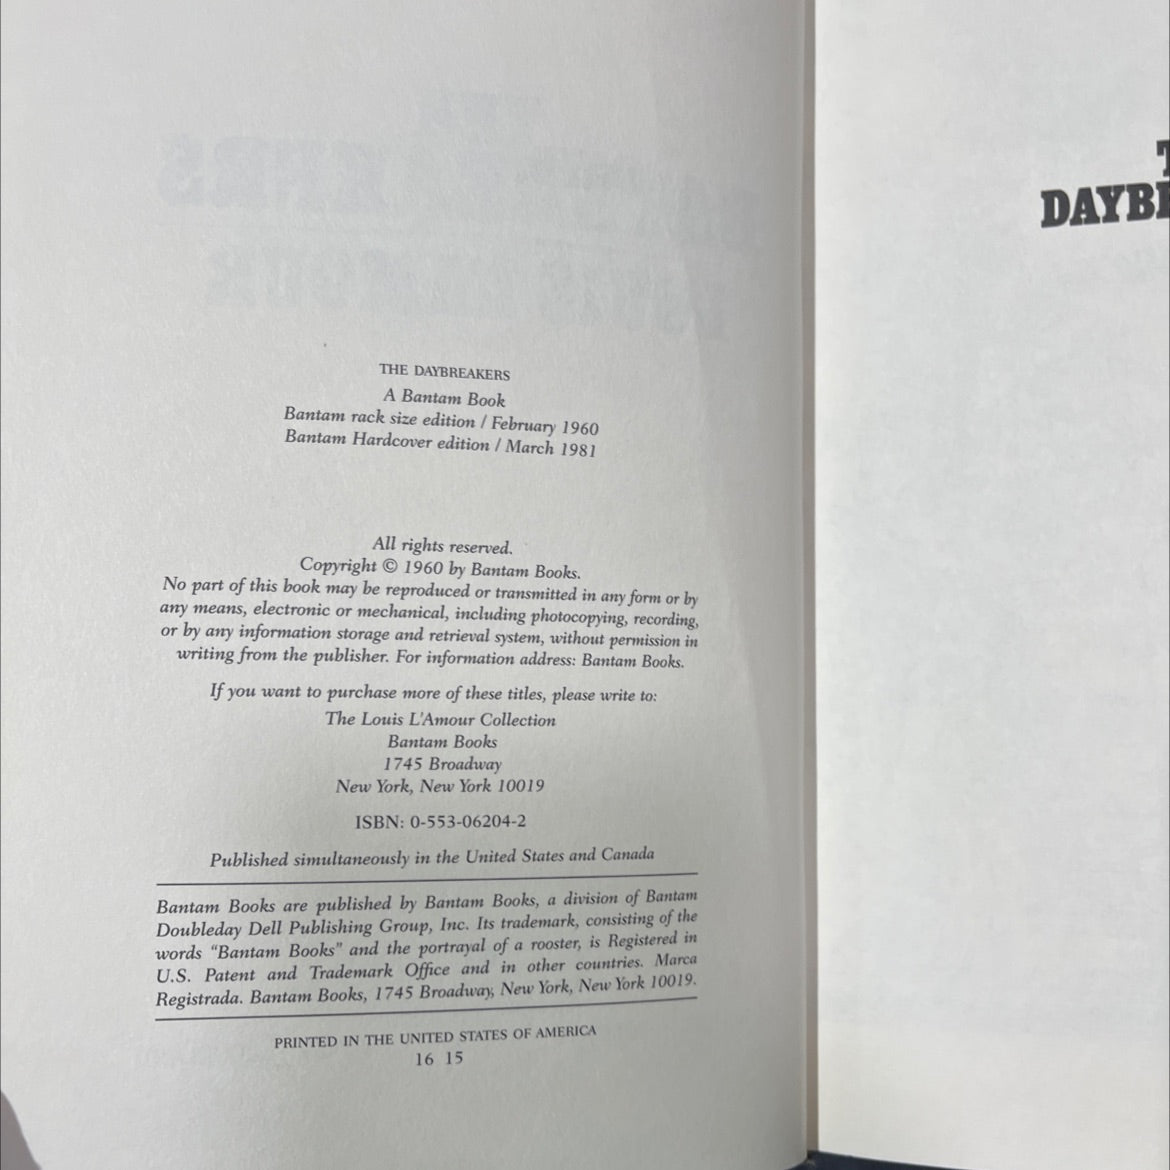 THE DAYBREAKERS
A Bantam Book
Bantam rack size edition / February 1960
Bantam Hardcover edition / March 1981
All rights reserved.
Copyright © 1960 by Bantam Books.
No part of this book may be reproduced or transmitted in any form or by
any means, electronic or mechanical, including photocopying, recording,
or by any information storage and retrieval system, without permission in
writing from the publisher. For information address: Bantam Books.
If you want to purchase more of these titles, please write to:
The Louis L'Amour Collection
Bantam Books
1745 Broadway
New York, New York 10019
ISBN: 0-553-06204-2
Published simultaneously in the United States and Canada
Bantam Books are published by Bantam Books, a division of Bantam
Doubleday Dell Publishing Group, Inc. Its trademark, consisting of the
words “Bantam Books” and the portrayal of a rooster, is Registered in
U.S. Patent and Trademark Office and in other countries. Marca
Registrada. Bantam Books, 1745 Broadway, New York, New York 10019.
PRINTED IN THE UNITED STATES OF AMERICA
16 15
T
DAYBR